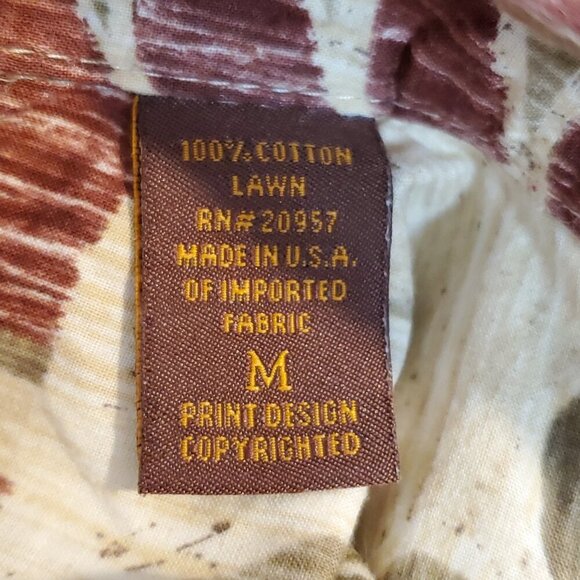 100% COTTON
LAWN
RN# 20957
MADE IN U.S.A.
OF IMPORTED
FABRIC
M
PRINT DESIGN
COPYRIGHTED